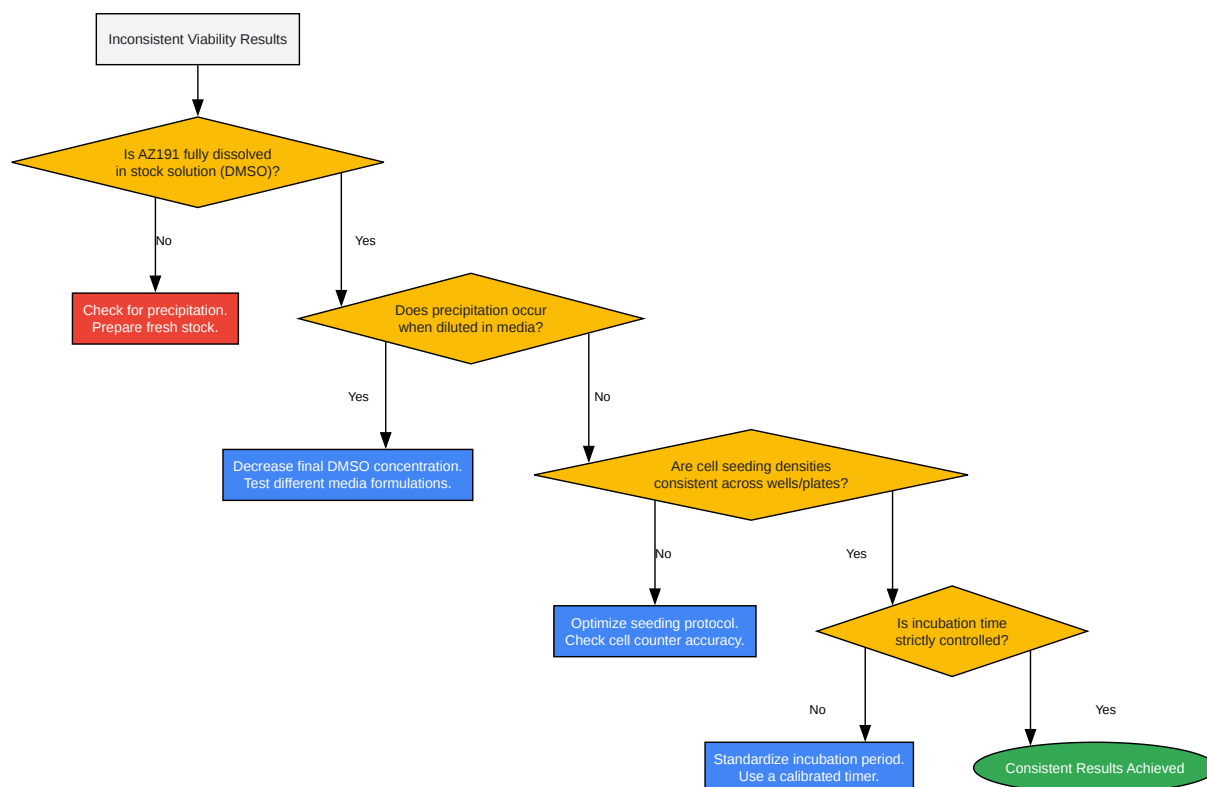 Inconsistent Viability Results
Is AZ191 fully dissolved
in stock solution (DMSO)?
No
Yes
Check for precipitation.
Prepare fresh stock.
Does precipitation occur
when diluted in media?
Yes
No
Decrease final DMSO concentration.
Test different media formulations.
Are cell seeding densities
consistent across wells/plates?
No
Yes
Optimize seeding protocol.
Check cell counter accuracy.
Is incubation time
strictly controlled?
No
Yes
Standardize incubation period.
Use a calibrated timer.
Consistent Results Achieved